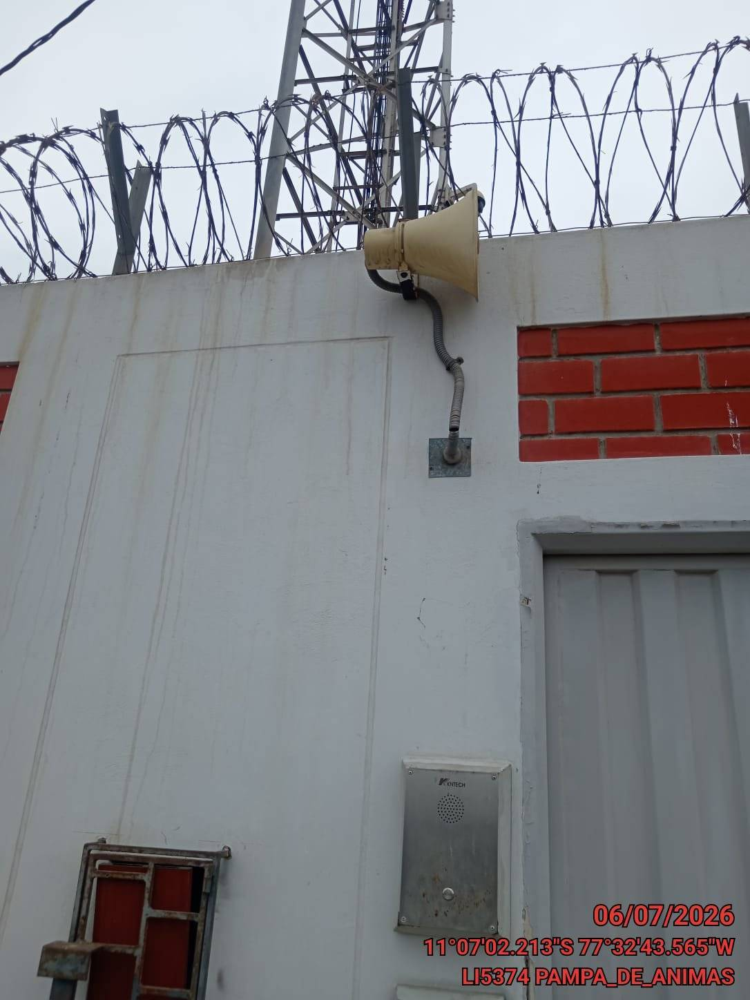 KNTECH
06/07/2026
11°07'02.213"S 77°32'43.565"W
LI5374 PAMPA_DE_ANIMAS